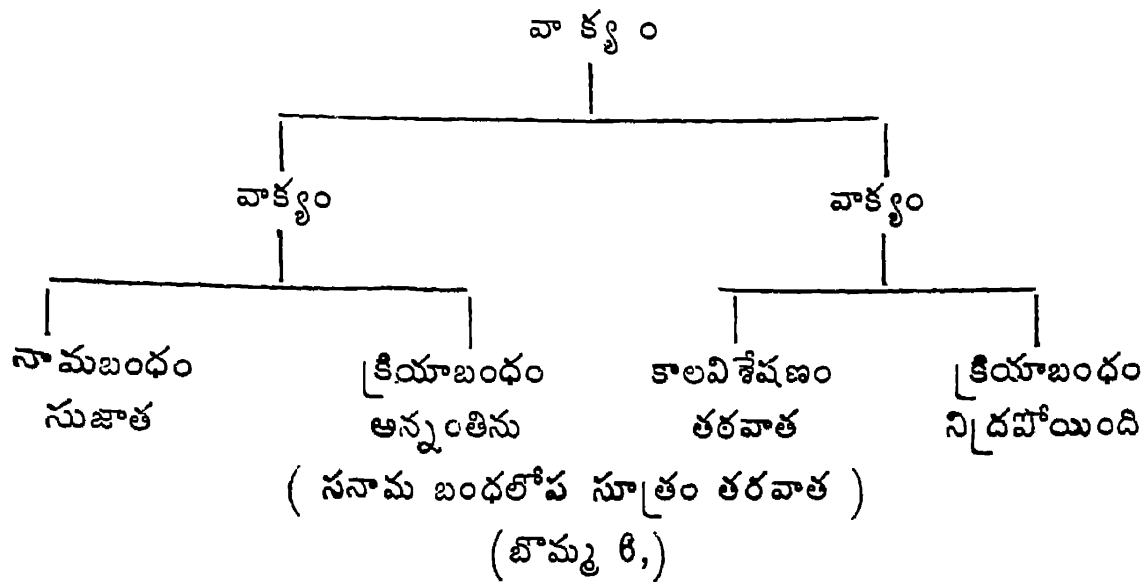 వా క్య ం
వాక్యం వాక్యం
నామబంధం క్రియాబంధం కాలవిశేషణం క్రియాబంధం
సుజాత అన్నంతిను తరవాత నిద్రపోయింది
( సనామ బంధలోప సూత్రం తరవాత )
(బొమ్మ 6,)